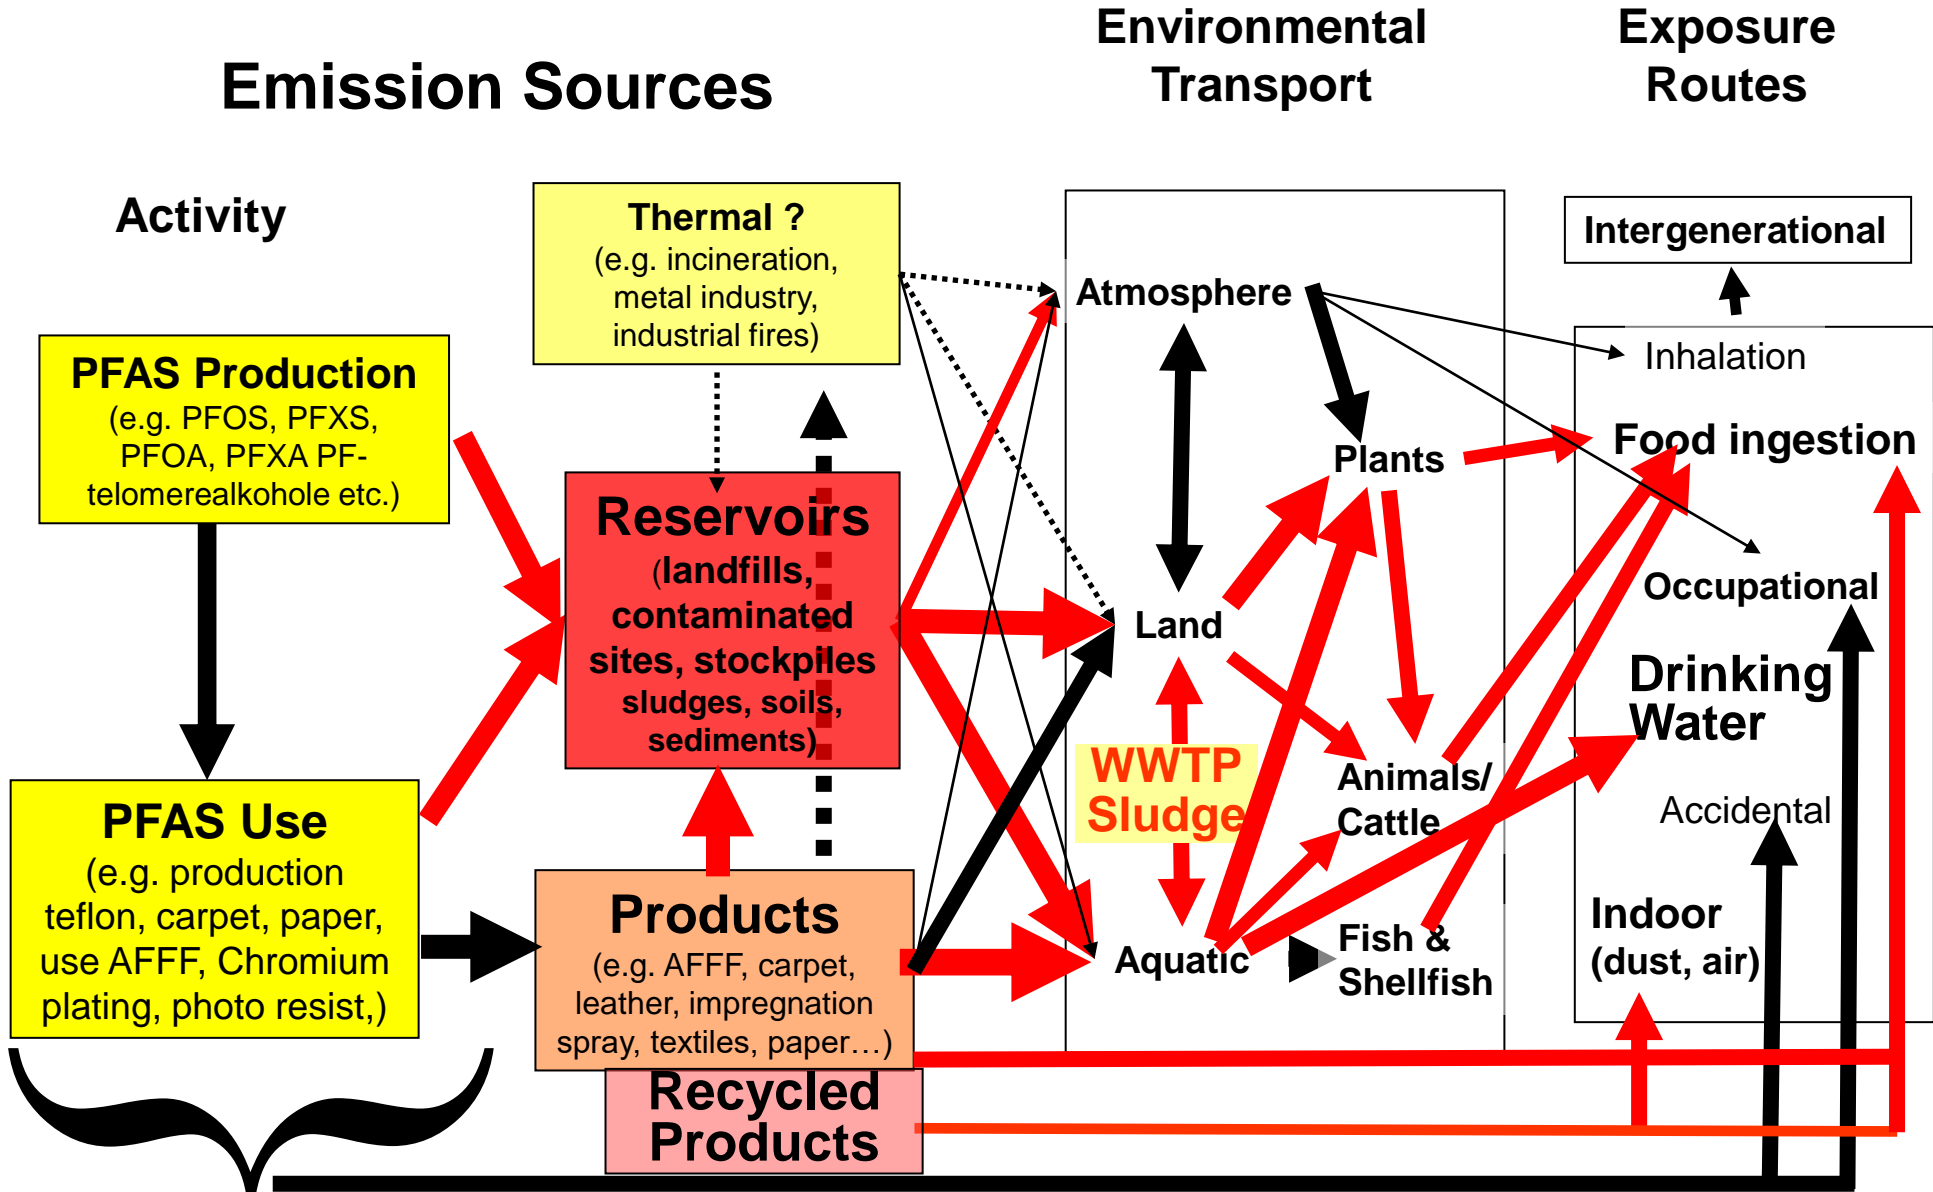 Emission Sources
Environmental
Transport
Exposure
Routes
Activity
PFAS Production
(e.g. PFOS, PFXS,
PFOA, PFXA PF-
telomerealkohole etc.)
PFAS Use
(e.g. production
teflon, carpet, paper,
use AFFF, Chromium
plating, photo resist,)
Thermal ?
(e.g. incineration,
metal industry,
industrial fires)
Reservoirs
(landfills,
contaminated
sites, stockpiles
sludges, soils,
sediments)
Products
(e.g. AFFF, carpet,
leather, impregnation
spray, textiles, paper…)
Recycled
Products
Atmosphere
Plants
Land
WWTP
Sludge
Animals/
Cattle
Aquatic
Fish &
Shellfish
Intergenerational
Inhalation
Food ingestion
Occupational
Drinking
Water
Accidental
Indoor
(dust, air)